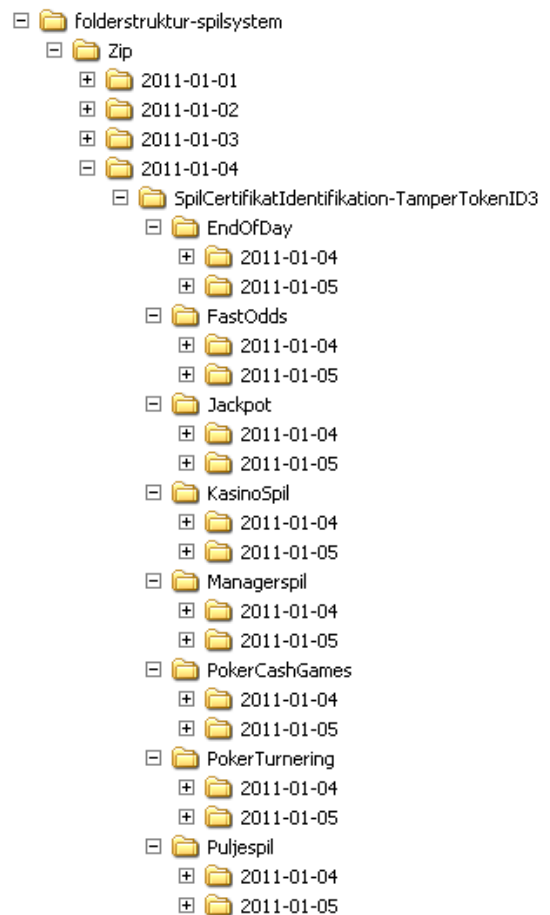 folderstruktur-spilsystem
Zip
2011-01-01
2011-01-02
2011-01-03
2011-01-04
SpilCertifikatIdentifikation-TamperTokenID3
EndOfDay
2011-01-04
2011-01-05
FastOdds
2011-01-04
2011-01-05
Jackpot
2011-01-04
2011-01-05
KasinoSpil
2011-01-04
2011-01-05
Managerspil
2011-01-04
2011-01-05
PokerCashGames
2011-01-04
2011-01-05
PokerTurnering
2011-01-04
2011-01-05
Puljespil
2011-01-04
2011-01-05